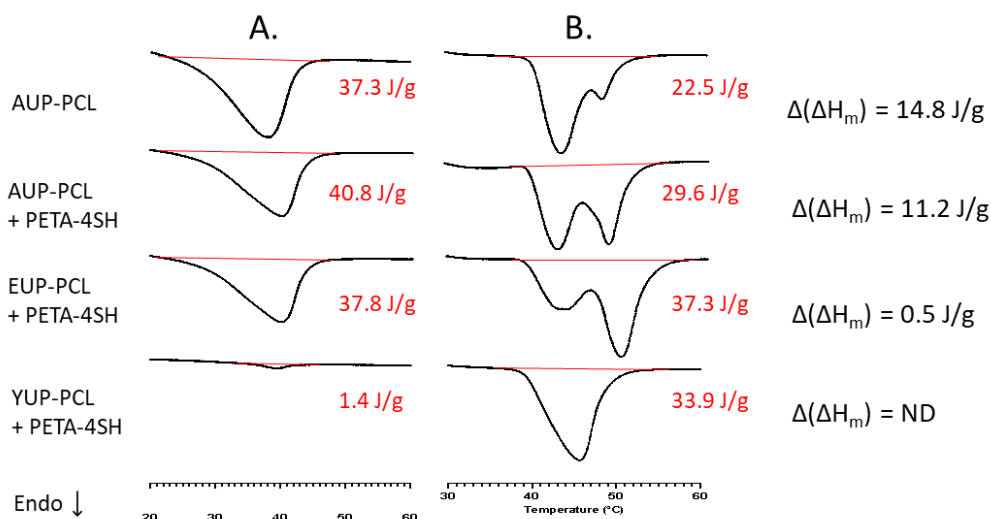 A. B.
AUP-PCL 37.3 J/g 22.5 J/g Δ(ΔHₘ) = 14.8 J/g
AUP-PCL
+ PETA-4SH 40.8 J/g 29.6 J/g Δ(ΔHₘ) = 11.2 J/g
EUP-PCL
+ PETA-4SH 37.8 J/g 37.3 J/g Δ(ΔHₘ) = 0.5 J/g
YUP-PCL
+ PETA-4SH 1.4 J/g 33.9 J/g Δ(ΔHₘ) = ND
Endo ↓
20 30 40 50 60
30 40 50 60
Temperature (°C)